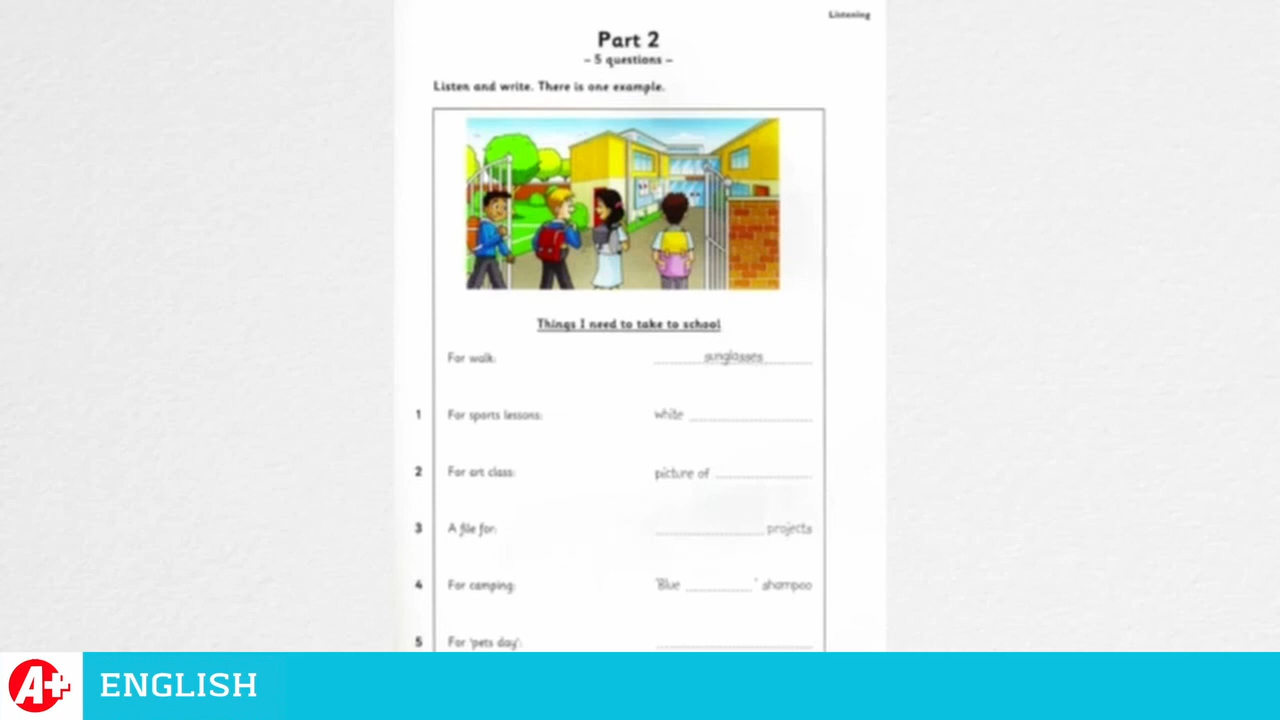 Listening
Part 2
– 5 questions –
Listen and write. There is one example.
Things I need to take to school
For walk: sunglasses
1 For sports lessons: white
2 For art class: picture of
3 A file for: projects
4 For camping: 'Blue ' shampoo
5 For 'pets day':
A+ ENGLISH